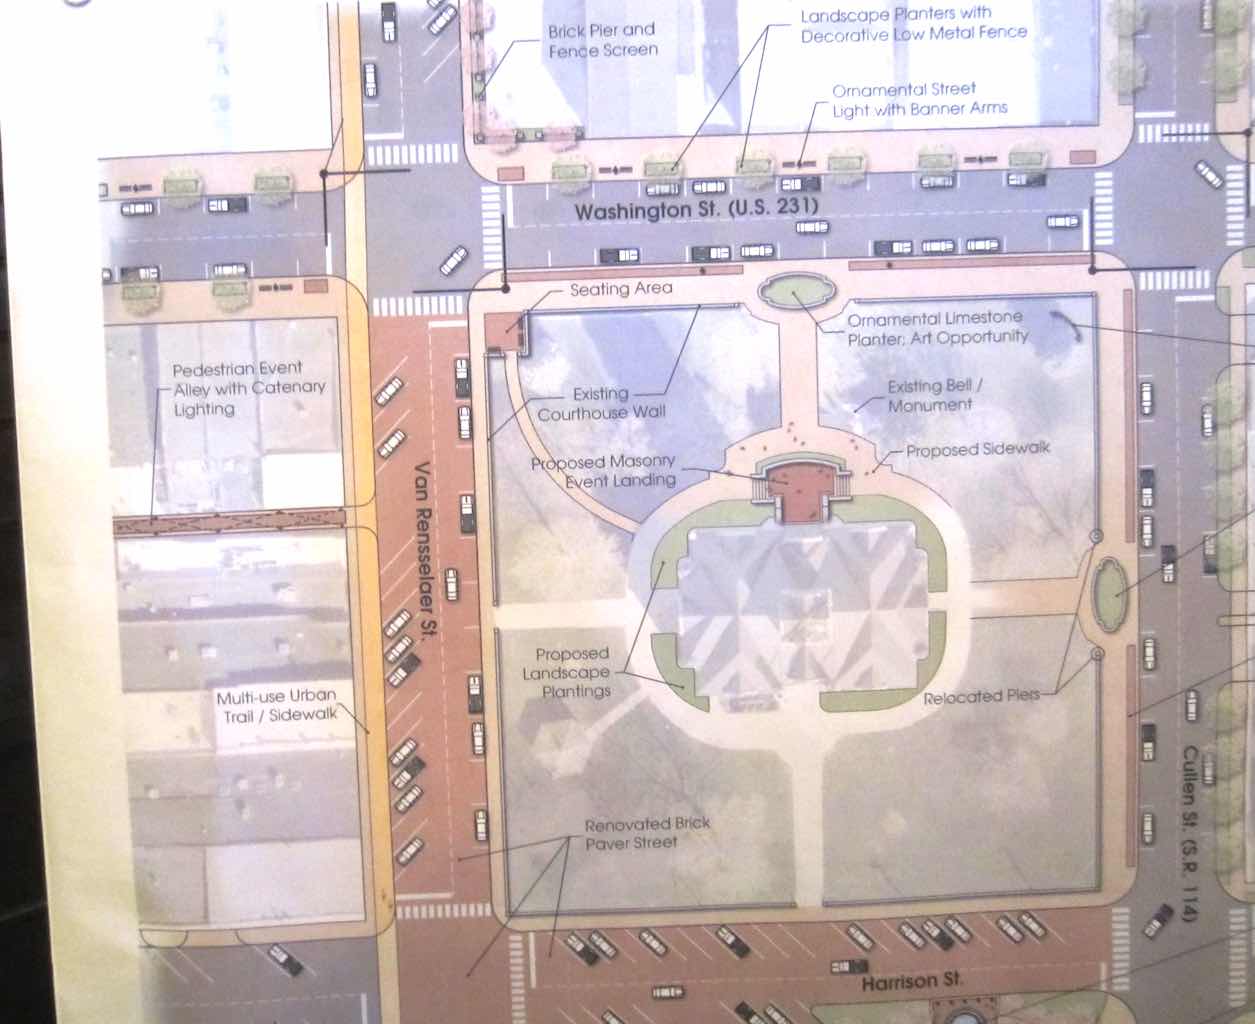 Brick Pier and
Fence Screen
Landscape Planters with
Decorative Low Metal Fence
Ornamental Street
Light with Banner Arms
Washington St. (U.S. 231)
Seating Area
Ornamental Limestone
Planter; Art Opportunity
Pedestrian Event
Alley with Catenary
Lighting
Existing
Courthouse Wall
Existing Bell /
Monument
Proposed Sidewalk
Proposed Masonry
Event Landing
Van Rensselaer St.
Proposed
Landscape
Plantings
Multi-use Urban
Trail / Sidewalk
Relocated Piers
Cullen St. (S.R. 114)
Renovated Brick
Paver Street
Harrison St.